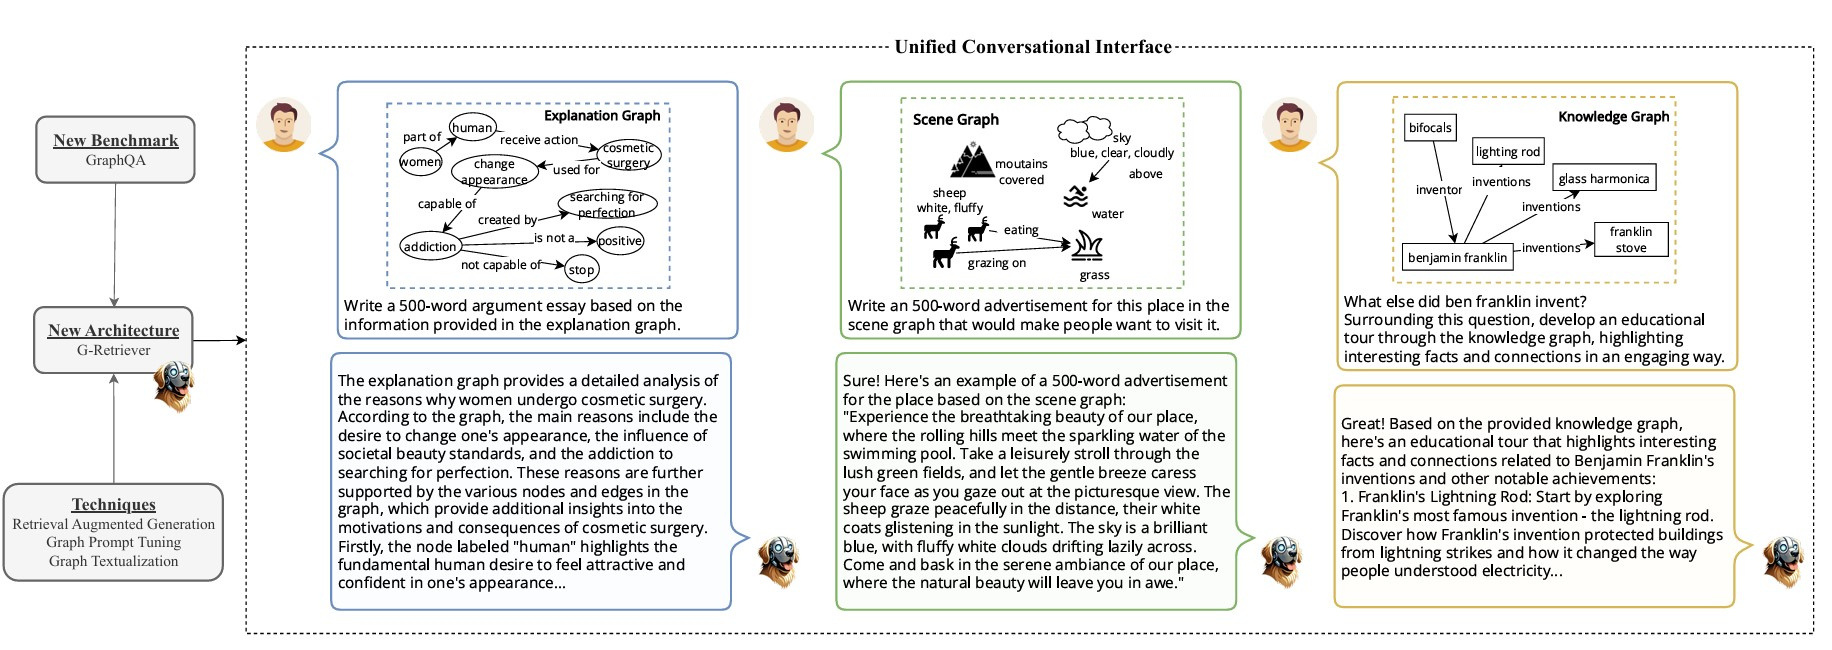 Unified Conversational Interface
New Benchmark
GraphQA
New Architecture
G-Retriever
Techniques
Retrieval Augmented Generation
Graph Prompt Tuning
Graph Textualization
Explanation Graph
human
part of
women
receive action
cosmetic
surgery
change
appearance
used for
capable of
searching for
perfection
created by
addiction
is not a
positive
not capable of
stop
Write a 500-word argument essay based on the
information provided in the explanation graph.
The explanation graph provides a detailed analysis of
the reasons why women undergo cosmetic surgery.
According to the graph, the main reasons include the
desire to change one's appearance, the influence of
societal beauty standards, and the addiction to
searching for perfection. These reasons are further
supported by the various nodes and edges in the
graph, which provide additional insights into the
motivations and consequences of cosmetic surgery.
Firstly, the node labeled "human" highlights the
fundamental human desire to feel attractive and
confident in one's appearance...
Scene Graph
sky
blue, clear, cloudly
above
moutains
covered
sheep
white, fluffy
water
eating
grazing on
grass
Write an 500-word advertisement for this place in the
scene graph that would make people want to visit it.
Sure! Here's an example of a 500-word advertisement
for the place based on the scene graph:
"Experience the breathtaking beauty of our place,
where the rolling hills meet the sparkling water of the
swimming pool. Take a leisurely stroll through the
lush green fields, and let the gentle breeze caress
your face as you gaze out at the picturesque view. The
sheep graze peacefully in the distance, their white
coats glistening in the sunlight. The sky is a brilliant
blue, with fluffy white clouds drifting lazily across.
Come and bask in the serene ambiance of our place,
where the natural beauty will leave you in awe."
Knowledge Graph
bifocals
lighting rod
glass harmonica
inventor
inventions
inventions
franklin
stove
inventions
benjamin franklin
What else did ben franklin invent?
Surrounding this question, develop an educational
tour through the knowledge graph, highlighting
interesting facts and connections in an engaging way.
Great! Based on the provided knowledge graph,
here's an educational tour that highlights interesting
facts and connections related to Benjamin Franklin's
inventions and other notable achievements:
1. Franklin's Lightning Rod: Start by exploring
Franklin's most famous invention - the lightning rod.
Discover how Franklin's invention protected buildings
from lightning strikes and how it changed the way
people understood electricity...